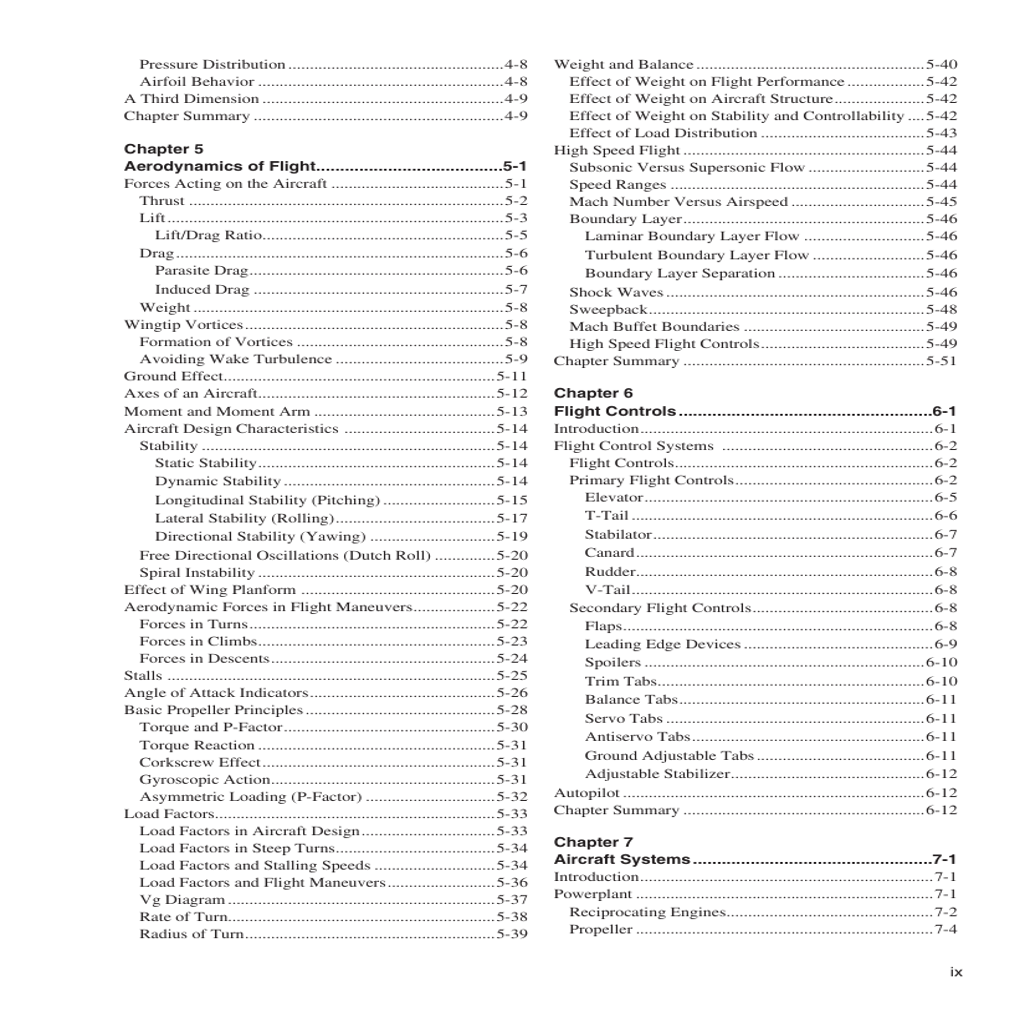 Pressure Distribution..................................................4-8
Airfoil Behavior .........................................................4-8
A Third Dimension ........................................................4-9
Chapter Summary ..........................................................4-9
Chapter 5
Aerodynamics of Flight.......................................5-1
Forces Acting on the Aircraft ........................................5-1
Thrust .........................................................................5-2
Lift..............................................................................5-3
Lift/Drag Ratio........................................................5-5
Drag............................................................................5-6
Parasite Drag...........................................................5-6
Induced Drag ..........................................................5-7
Weight ........................................................................5-8
Wingtip Vortices............................................................5-8
Formation of Vortices ................................................5-8
Avoiding Wake Turbulence .......................................5-9
Ground Effect...............................................................5-11
Axes of an Aircraft.......................................................5-12
Moment and Moment Arm ..........................................5-13
Aircraft Design Characteristics ...................................5-14
Stability ....................................................................5-14
Static Stability.......................................................5-14
Dynamic Stability.................................................5-14
Longitudinal Stability (Pitching) ..........................5-15
Lateral Stability (Rolling).....................................5-17
Directional Stability (Yawing) .............................5-19
Free Directional Oscillations (Dutch Roll) ..............5-20
Spiral Instability .......................................................5-20
Effect of Wing Planform .............................................5-20
Aerodynamic Forces in Flight Maneuvers...................5-22
Forces in Turns.........................................................5-22
Forces in Climbs.......................................................5-23
Forces in Descents....................................................5-24
Stalls ............................................................................5-25
Angle of Attack Indicators...........................................5-26
Basic Propeller Principles ............................................5-28
Torque and P-Factor.................................................5-30
Torque Reaction .......................................................5-31
Corkscrew Effect......................................................5-31
Gyroscopic Action....................................................5-31
Asymmetric Loading (P-Factor) ..............................5-32
Load Factors.................................................................5-33
Load Factors in Aircraft Design...............................5-33
Load Factors in Steep Turns.....................................5-34
Load Factors and Stalling Speeds ............................5-34
Load Factors and Flight Maneuvers.........................5-36
Vg Diagram..............................................................5-37
Rate of Turn..............................................................5-38
Radius of Turn..........................................................5-39
Weight and Balance.....................................................5-40
Effect of Weight on Flight Performance ..................5-42
Effect of Weight on Aircraft Structure.....................5-42
Effect of Weight on Stability and Controllability ....5-42
Effect of Load Distribution ......................................5-43
High Speed Flight ........................................................5-44
Subsonic Versus Supersonic Flow ...........................5-44
Speed Ranges ...........................................................5-44
Mach Number Versus Airspeed ...............................5-45
Boundary Layer........................................................5-46
Laminar Boundary Layer Flow ............................5-46
Turbulent Boundary Layer Flow ..........................5-46
Boundary Layer Separation ..................................5-46
Shock Waves............................................................5-46
Sweepback................................................................5-48
Mach Buffet Boundaries ..........................................5-49
High Speed Flight Controls......................................5-49
Chapter Summary ........................................................5-51
Chapter 6
Flight Controls.....................................................6-1
Introduction....................................................................6-1
Flight Control Systems .................................................6-2
Flight Controls............................................................6-2
Primary Flight Controls..............................................6-2
Elevator...................................................................6-5
T-Tail ......................................................................6-6
Stabilator.................................................................6-7
Canard.....................................................................6-7
Rudder.....................................................................6-8
V-Tail......................................................................6-8
Secondary Flight Controls..........................................6-8
Flaps........................................................................6-8
Leading Edge Devices ............................................6-9
Spoilers .................................................................6-10
Trim Tabs..............................................................6-10
Balance Tabs.........................................................6-11
Servo Tabs ............................................................6-11
Antiservo Tabs......................................................6-11
Ground Adjustable Tabs.......................................6-11
Adjustable Stabilizer.............................................6-12
Autopilot ......................................................................6-12
Chapter Summary ........................................................6-12
Chapter 7
Aircraft Systems..................................................7-1
Introduction....................................................................7-1
Powerplant .....................................................................7-1
Reciprocating Engines................................................7-2
Propeller .....................................................................7-4
ix